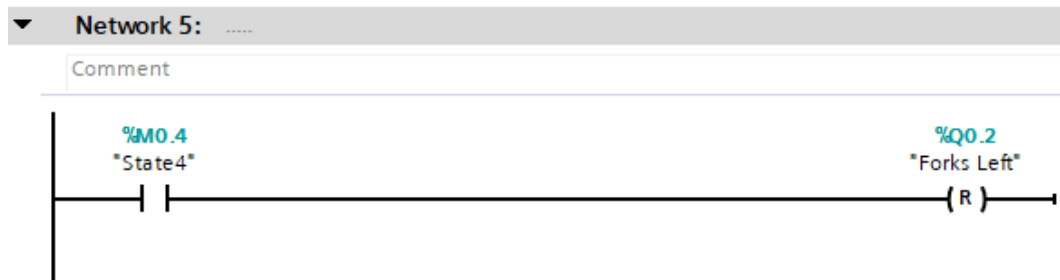 Network 5: .....
Comment
%M0.4 %Q0.2
"State4" "Forks Left"
R